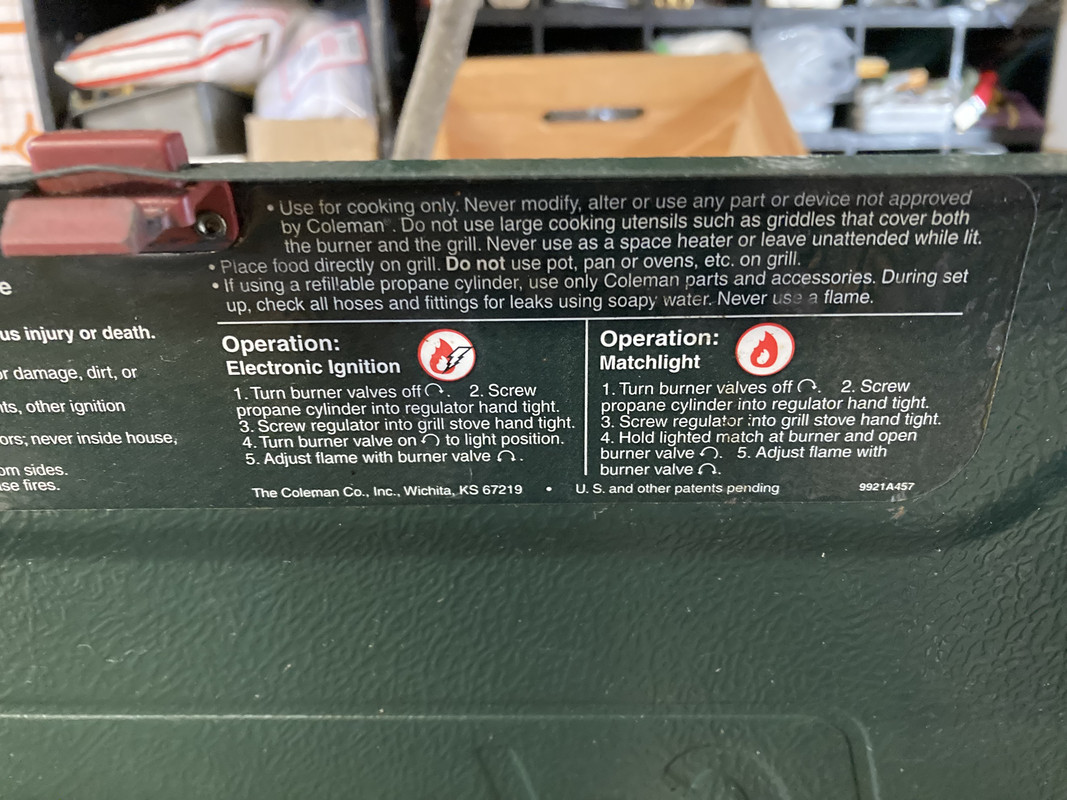 • Use for cooking only. Never modify, alter or use any part or device not approved
by Coleman®. Do not use large cooking utensils such as griddles that cover both
the burner and the grill. Never use as a space heater or leave unattended while lit.
• Place food directly on grill. Do not use pot, pan or ovens, etc. on grill.
• If using a refillable propane cylinder, use only Coleman parts and accessories. During set
up, check all hoses and fittings for leaks using soapy water. Never use a flame.
e
us injury or death.
or damage, dirt, or
nts, other ignition
ors; never inside house,
om sides.
se fires.
Operation:
Electronic Ignition
1. Turn burner valves off. 2. Screw
propane cylinder into regulator hand tight.
3. Screw regulator into grill stove hand tight.
4. Turn burner valve on to light position.
5. Adjust flame with burner valve.
Operation:
Matchlight
1. Turn burner valves off. 2. Screw
propane cylinder into regulator hand tight.
3. Screw regulator into grill stove hand tight.
4. Hold lighted match at burner and open
burner valve. 5. Adjust flame with
burner valve.
The Coleman Co., Inc., Wichita, KS 67219 • U. S. and other patents pending 9921A457